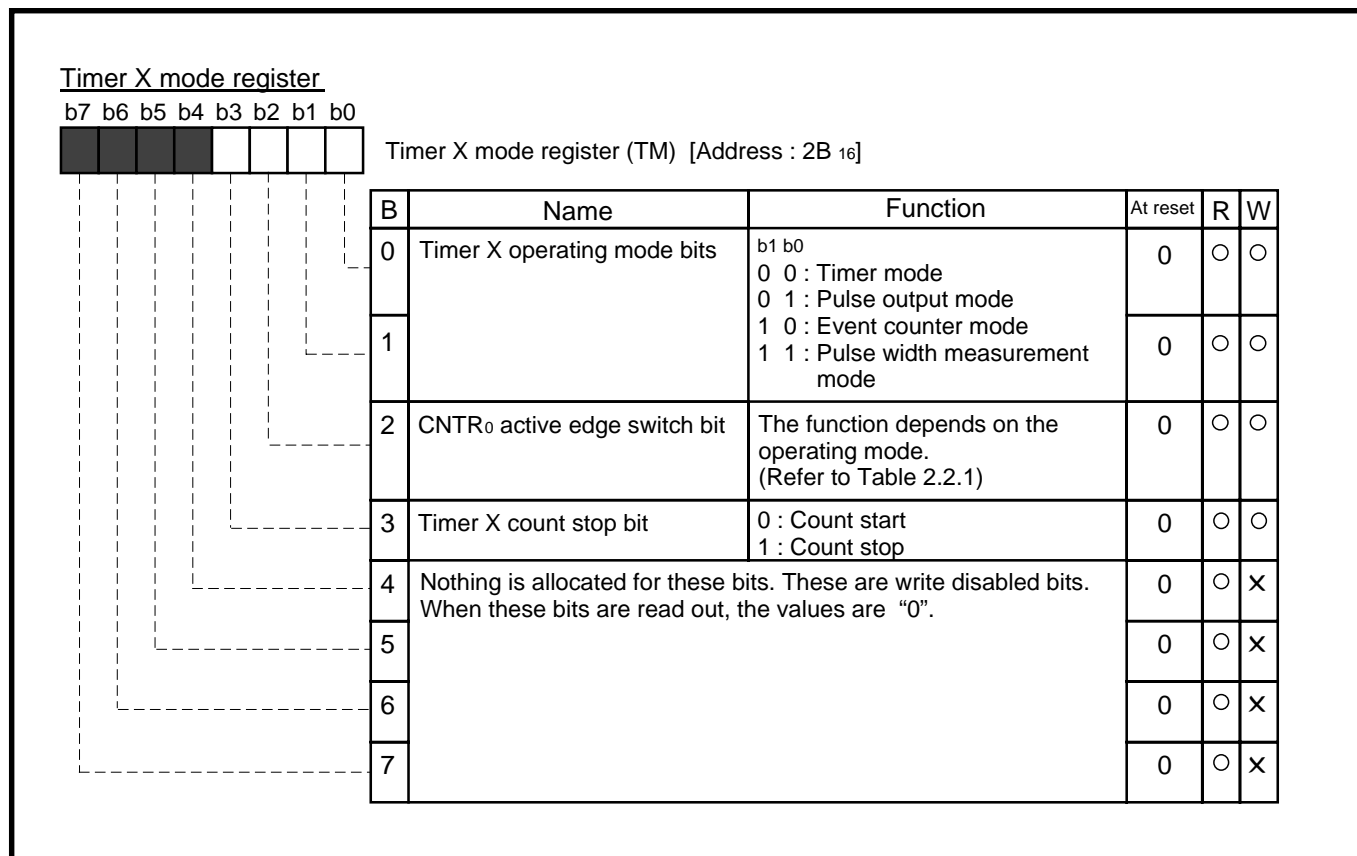 Timer X mode register
b7 b6 b5 b4 b3 b2 b1 b0
Timer X mode register (TM) [Address : 2B 16]
B Name Function At reset R W
0 Timer X operating mode bits b1 b0 0 ○ ○
0 0 : Timer mode
0 1 : Pulse output mode
1 0 : Event counter mode
1 1 1 : Pulse width measurement 0 ○ ○
mode
2 CNTR0 active edge switch bit The function depends on the 0 ○ ○
operating mode.
(Refer to Table 2.2.1)
3 Timer X count stop bit 0 : Count start 0 ○ ○
1 : Count stop
4 Nothing is allocated for these bits. These are write disabled bits. 0 ○ ×
When these bits are read out, the values are “0”.
5 0 ○ ×
6 0 ○ ×
7 0 ○ ×